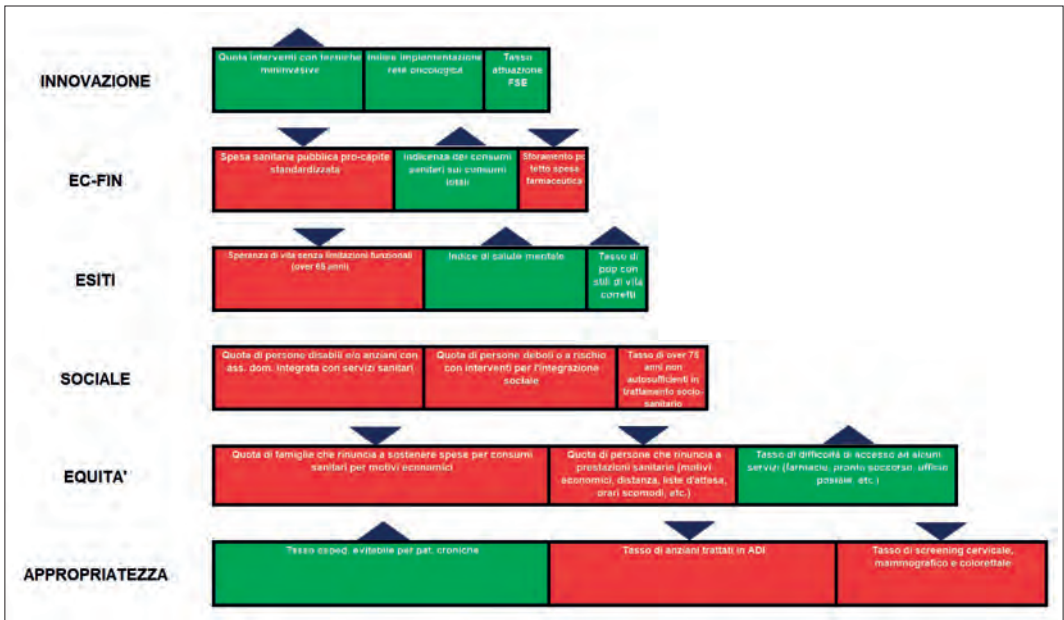 INNOVAZIONE
Quota interventi con tecniche
mininvasive
Indice implementazione
rete oncologica
Tasso
attuazione
FSE
EC-FIN
Spesa sanitaria pubblica pro-capite
standardizzata
Indicenza dei consumi
sanitari sui consumi
totali
Sforamento pc
tetto spesa
farmaceutica
ESITI
Speranza di vita senza limitazioni funzionali
(over 65 anni)
Indice di salute mentale
Tasso di
pop con
stili di vita
corretti
SOCIALE
Quota di persone disabili e/o anziani con
ass. dom. integrata con servizi sanitari
Quota di persone deboli o a rischio
con interventi per l'integrazione
sociale
Tasso di over 75
anni non
autosufficienti in
trattamento socio-
sanitario
EQUITA'
Quota di famiglie che rinuncia a sostenere spese per consumi
sanitari per motivi economici
Quota di persone che rinuncia a
prestazioni sanitarie (motivi
economici, distanza, liste d'attesa,
orari scomodi, etc.)
Tasso di difficoltà di accesso ad alcuni
servizi (farmacie, pronto soccorso, ufficio
postale, etc.)
APPROPRIATEZZA
Tasso osped. evitabile per pat. croniche
Tasso di anziani trattati in ADI
Tasso di screening cervicale,
mammografico e colorettale